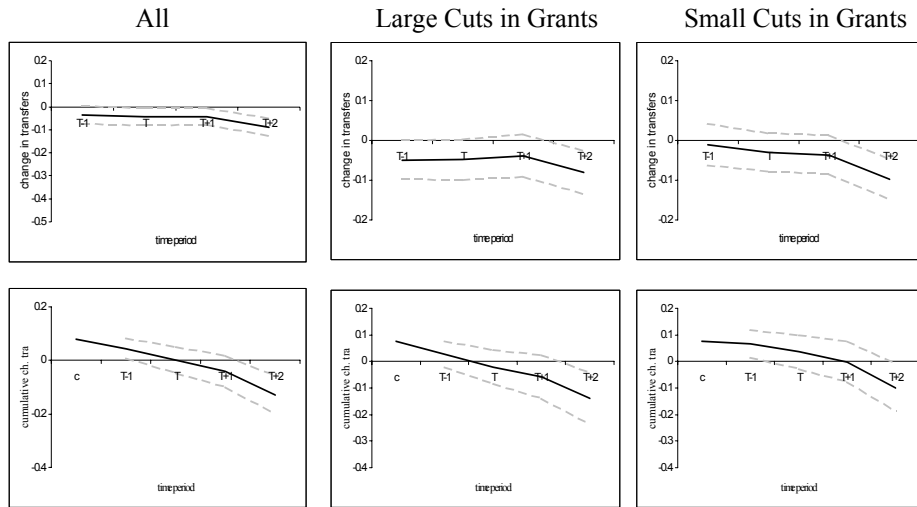 All
Large Cuts in Grants
Small Cuts in Grants
change in transfers
0.2
0.1
0
-0.1
-0.2
-0.3
-0.4
-0.5
T-1 T T+1 T+2
time period
change in transfers
0.2
0.1
0
-0.1
-0.2
T-1 T T+1 T+2
time period
change in transfers
0.2
0.1
0
-0.1
-0.2
T-1 T T+1 T+2
time period
cumulative ch. tra
0.2
0
-0.2
-0.4
c T-1 T T+1 T+2
time period
cumulative ch. tra
0.2
0.1
0
-0.1
-0.2
-0.3
-0.4
c T-1 T T+1 T+2
time period
cumulative ch. tra
0.2
0.1
0
-0.1
-0.2
-0.3
-0.4
c T-1 T T+1 T+2
time period